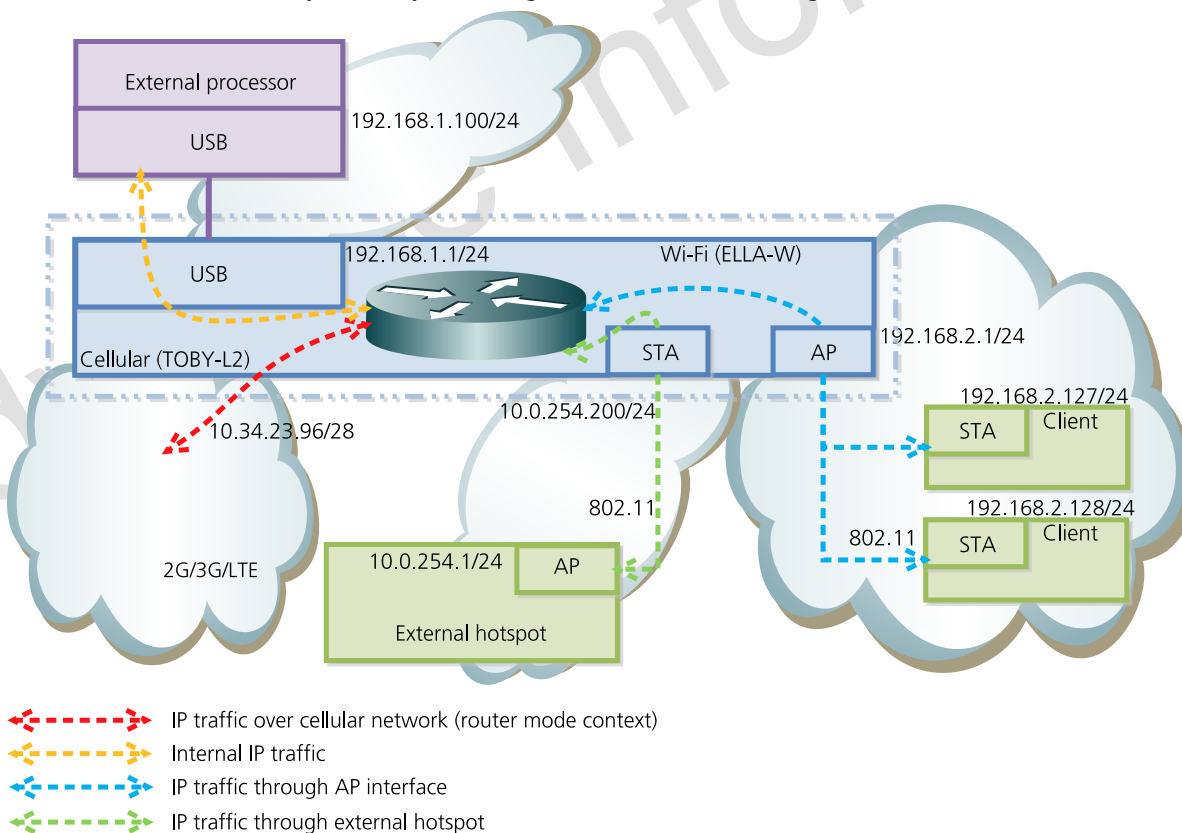 External processor
USB
192.168.1.100/24
192.168.1.1/24
Wi-Fi (ELLA-W)
USB
Cellular (TOBY-L2)
STA
AP
192.168.2.1/24
10.34.23.96/28
10.0.254.200/24
192.168.2.127/24
STA
Client
802.11
192.168.2.128/24
802.11
STA
Client
2G/3G/LTE
10.0.254.1/24
AP
External hotspot
IP traffic over cellular network (router mode context)
Internal IP traffic
IP traffic through AP interface
IP traffic through external hotspot